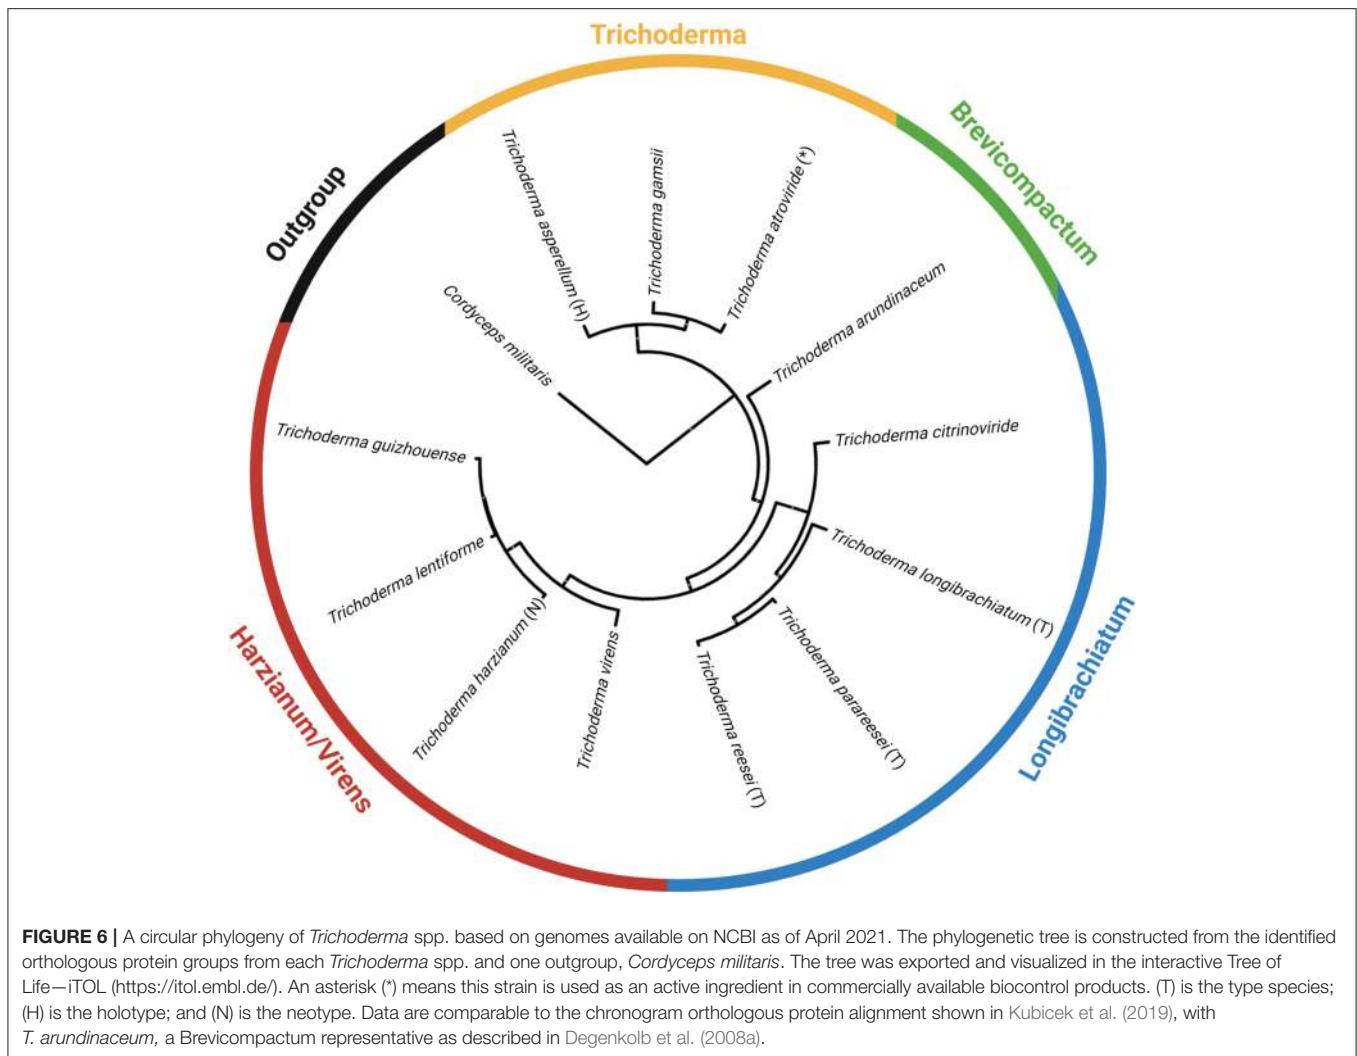 Trichoderma
Brevicompactum
Outgroup
Trichoderma asperellum (H)
Trichoderma gamsii
Trichoderma atroviride (*)
Trichoderma arundinaceum
Cordyceps militaris
Trichoderma citrinoviride
Trichoderma guizhouense
Trichoderma longibrachiatum (T)
Trichoderma lentiforme
Trichoderma harzianum (N)
Trichoderma virens
Trichoderma reesei (T)
Trichoderma parareesei (T)
Longibrachiatum
Harzianum/Virens
FIGURE 6 | A circular phylogeny of Trichoderma spp. based on genomes available on NCBI as of April 2021. The phylogenetic tree is constructed from the identified
orthologous protein groups from each Trichoderma spp. and one outgroup, Cordyceps militaris. The tree was exported and visualized in the interactive Tree of
Life—iTOL (https://itol.embl.de/). An asterisk (*) means this strain is used as an active ingredient in commercially available biocontrol products. (T) is the type species;
(H) is the holotype; and (N) is the neotype. Data are comparable to the chronogram orthologous protein alignment shown in Kubicek et al. (2019), with
T. arundinaceum, a Brevicompactum representative as described in Degenkolb et al. (2008a).